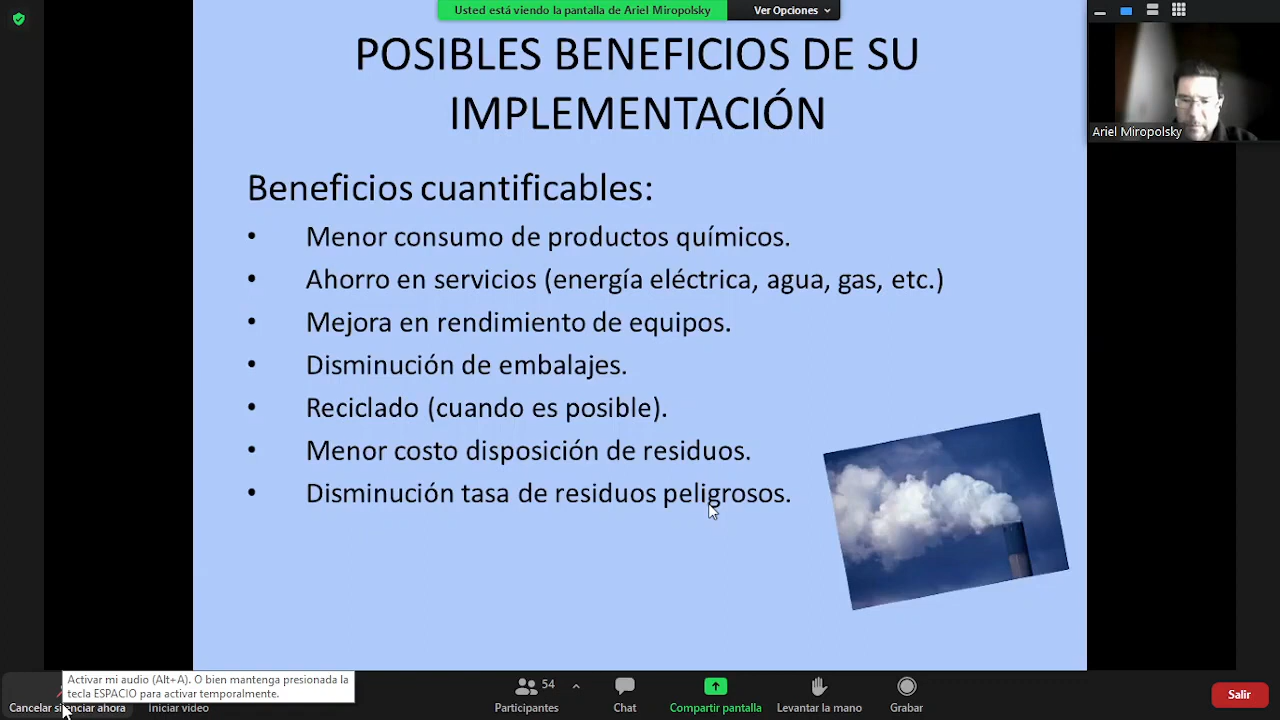 Usted está viendo la pantalla de Ariel Miropolsky
Ver Opciones
POSIBLES BENEFICIOS DE SU
IMPLEMENTACIÓN
Ariel Miropolsky
Beneficios cuantificables:
• Menor consumo de productos químicos.
• Ahorro en servicios (energía eléctrica, agua, gas, etc.)
• Mejora en rendimiento de equipos.
• Disminución de embalajes.
• Reciclado (cuando es posible).
• Menor costo disposición de residuos.
• Disminución tasa de residuos peligrosos.
Activar mi audio (Alt+A). O bien mantenga presionada la
tecla ESPACIO para activar temporalmente.
Cancelar silenciar ahora
Iniciar video
54
Participantes
Chat
Compartir pantalla
Levantar la mano
Grabar
Salir